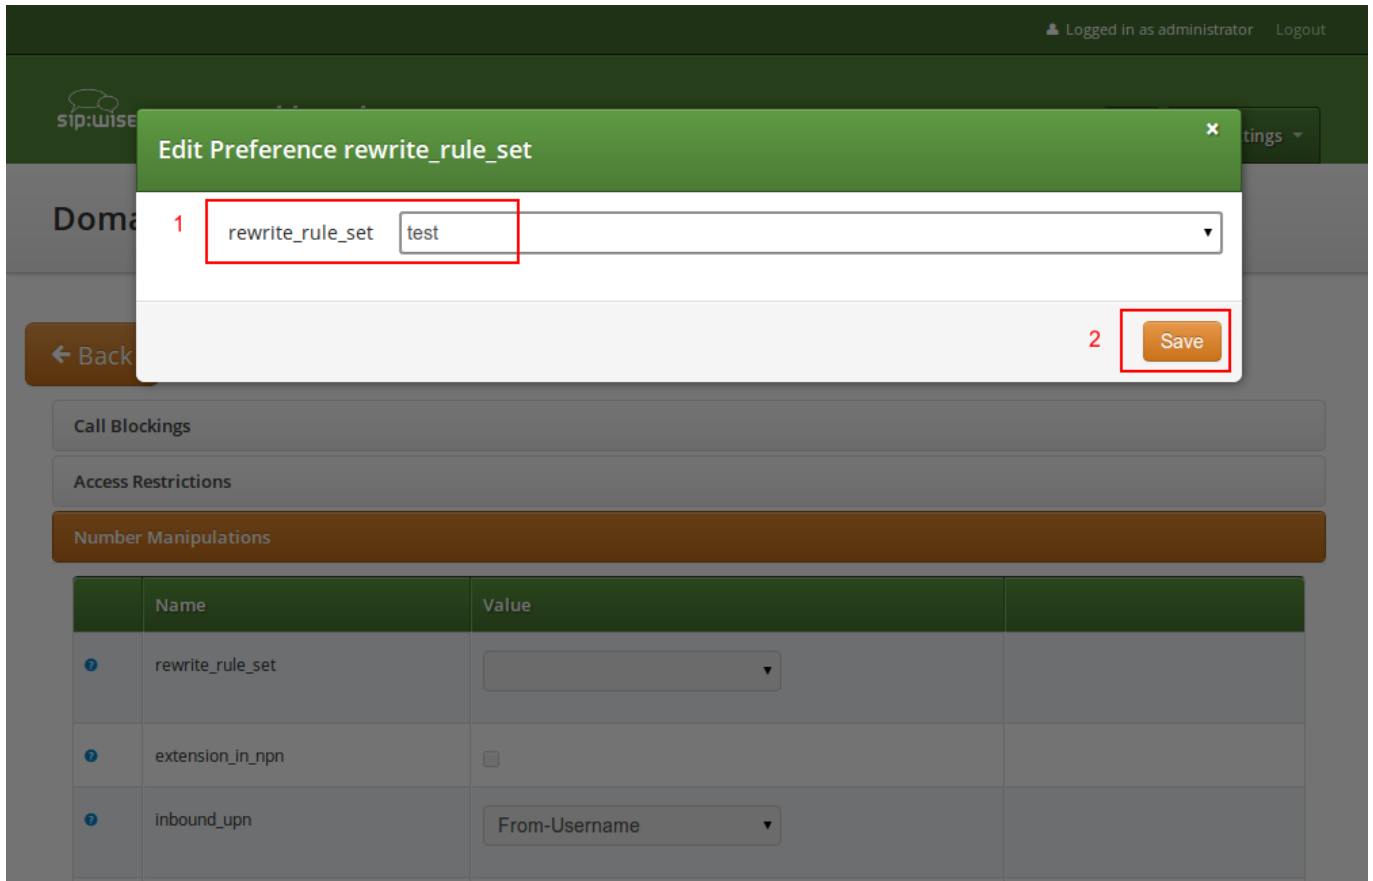 Logged in as administrator Logout
sip:wise
tings
Edit Preference rewrite_rule_set
×
Doma
1 rewrite_rule_set test
2 Save
Back
Call Blockings
Access Restrictions
Number Manipulations
Name Value
rewrite_rule_set
extension_in_npn
inbound_upn From-Username